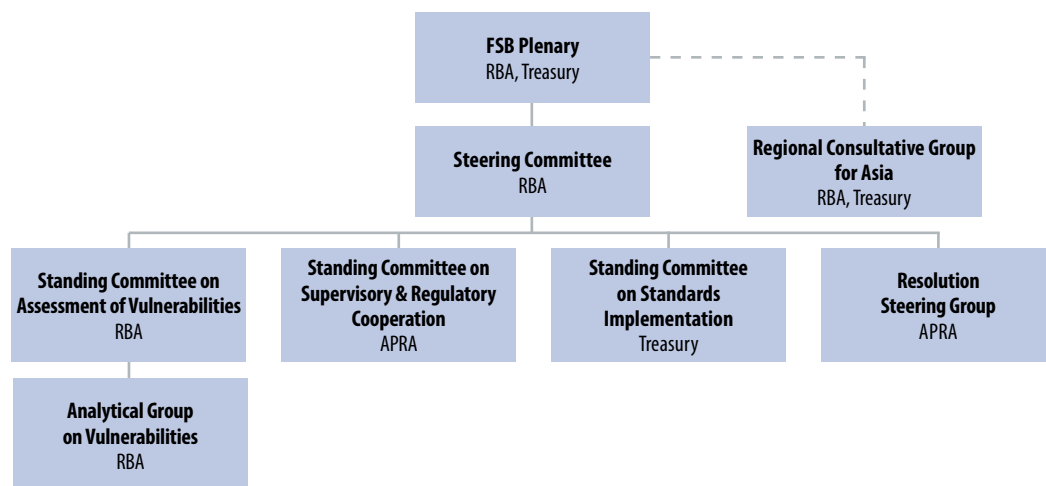 FSB Plenary
RBA, Treasury
Steering Committee
RBA
Regional Consultative Group
for Asia
RBA, Treasury
Standing Committee on
Assessment of Vulnerabilities
RBA
Standing Committee on
Supervisory & Regulatory
Cooperation
APRA
Standing Committee
on Standards
Implementation
Treasury
Resolution
Steering Group
APRA
Analytical Group
on Vulnerabilities
RBA